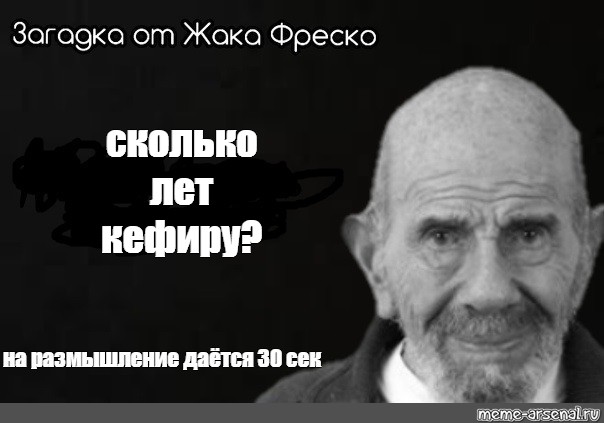 Загадка от Жака Фреско
сколько
лет
кефиру?
на размышление даётся 30 сек
meme-arsenal.ru